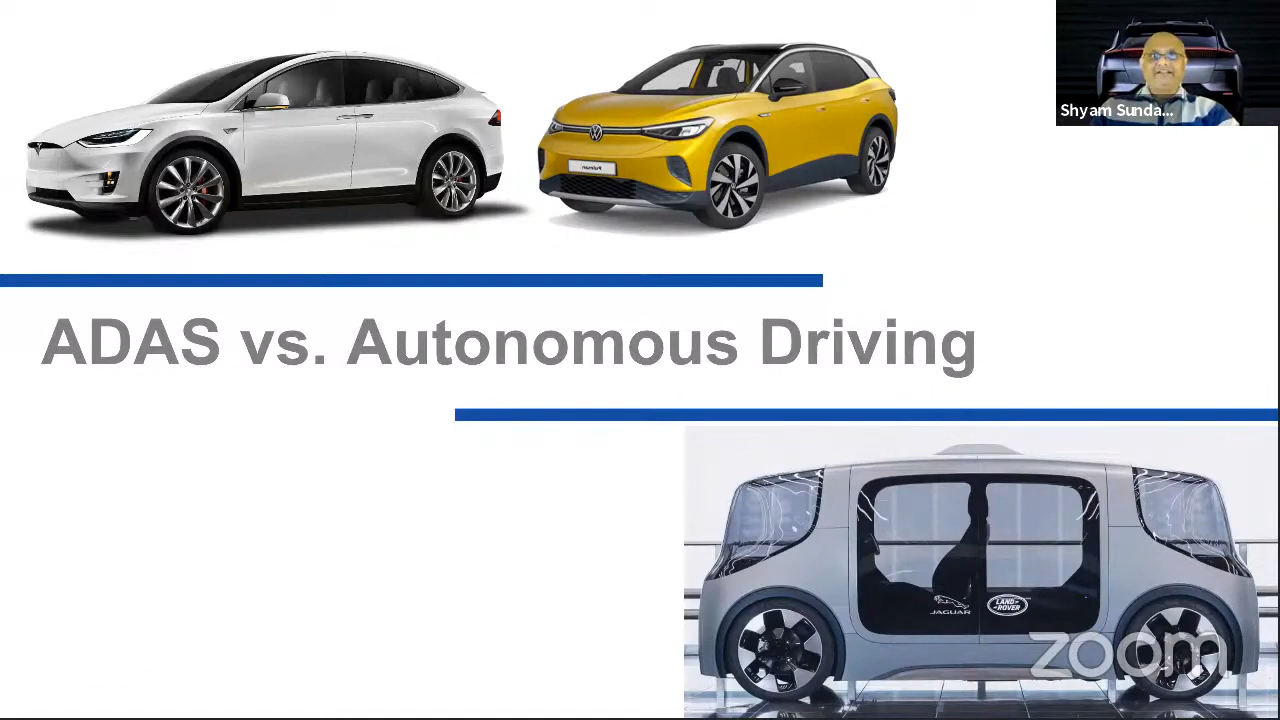 Shyam Sunda...
ADAS vs. Autonomous Driving
JAGUAR
LAND-
-ROVER
zoom